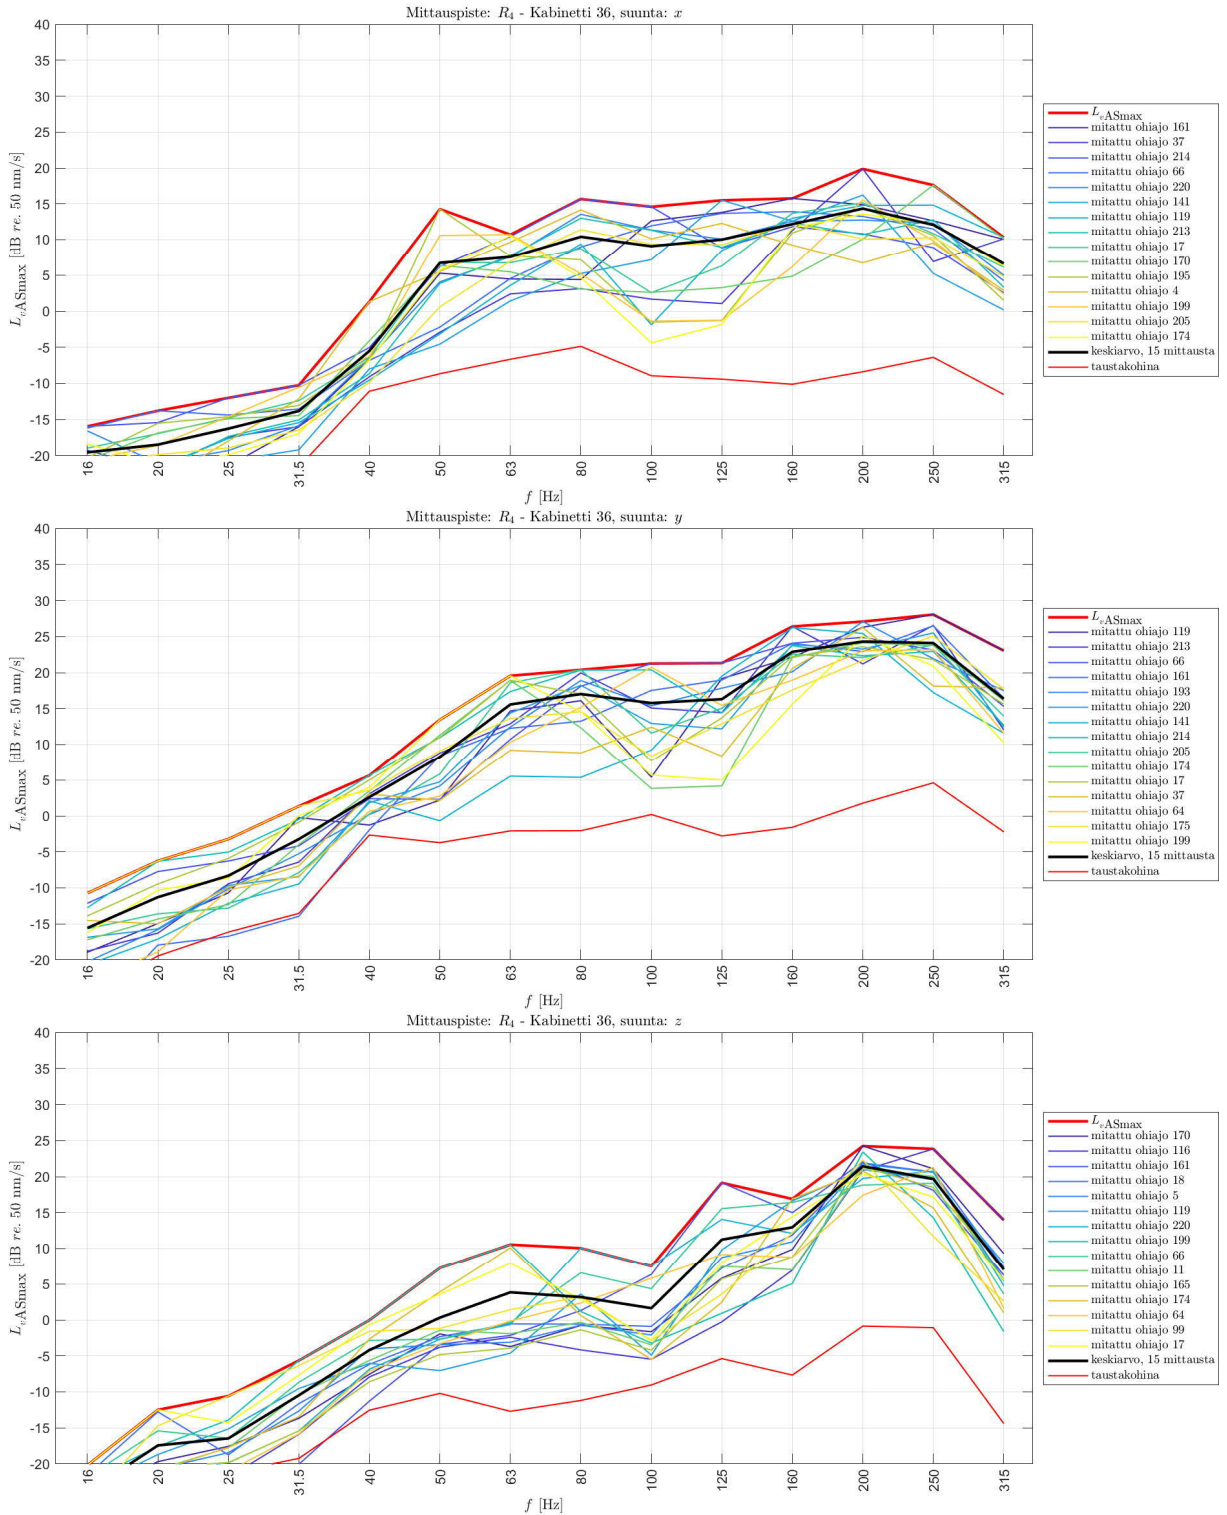 Mittauspiste: R4 - Kabinetti 36, suunta: x
40
35
30
25
20
15
10
5
0
-5
-10
-15
-20
LvASmax [dB re. 50 nm/s]
16
20
25
31.5
40
50
63
80
100
125
160
200
250
315
f [Hz]
LvASmax
mitattu ohiajo 161
mitattu ohiajo 37
mitattu ohiajo 214
mitattu ohiajo 66
mitattu ohiajo 220
mitattu ohiajo 141
mitattu ohiajo 119
mitattu ohiajo 213
mitattu ohiajo 17
mitattu ohiajo 170
mitattu ohiajo 195
mitattu ohiajo 4
mitattu ohiajo 199
mitattu ohiajo 205
mitattu ohiajo 174
keskiarvo, 15 mittausta
taustakohina
Mittauspiste: R4 - Kabinetti 36, suunta: y
40
35
30
25
20
15
10
5
0
-5
-10
-15
-20
LvASmax [dB re. 50 nm/s]
16
20
25
31.5
40
50
63
80
100
125
160
200
250
315
f [Hz]
LvASmax
mitattu ohiajo 119
mitattu ohiajo 213
mitattu ohiajo 66
mitattu ohiajo 161
mitattu ohiajo 193
mitattu ohiajo 220
mitattu ohiajo 141
mitattu ohiajo 214
mitattu ohiajo 205
mitattu ohiajo 174
mitattu ohiajo 17
mitattu ohiajo 37
mitattu ohiajo 64
mitattu ohiajo 175
mitattu ohiajo 199
keskiarvo, 15 mittausta
taustakohina
Mittauspiste: R4 - Kabinetti 36, suunta: z
40
35
30
25
20
15
10
5
0
-5
-10
-15
-20
LvASmax [dB re. 50 nm/s]
16
20
25
31.5
40
50
63
80
100
125
160
200
250
315
f [Hz]
LvASmax
mitattu ohiajo 170
mitattu ohiajo 116
mitattu ohiajo 161
mitattu ohiajo 18
mitattu ohiajo 5
mitattu ohiajo 119
mitattu ohiajo 220
mitattu ohiajo 199
mitattu ohiajo 66
mitattu ohiajo 11
mitattu ohiajo 165
mitattu ohiajo 174
mitattu ohiajo 64
mitattu ohiajo 99
mitattu ohiajo 17
keskiarvo, 15 mittausta
taustakohina